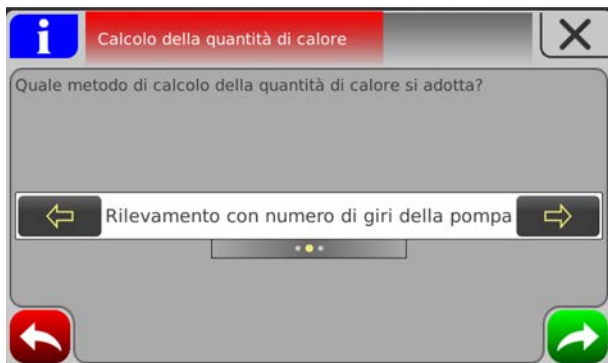 i
Calcolo della quantità di calore
Quale metodo di calcolo della quantità di calore si adotta?
Rilevamento con numero di giri della pompa